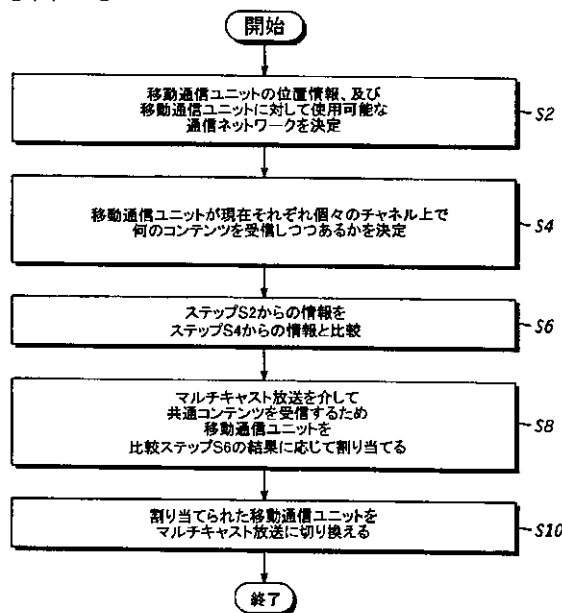 開始
移動通信ユニットの位置情報、及び
移動通信ユニットに対して使用可能な
通信ネットワークを決定
S2
移動通信ユニットが現在それぞれ個々のチャネル上で
何のコンテンツを受信しつつあるかを決定
S4
ステップS2からの情報を
ステップS4からの情報と比較
S6
マルチキャスト放送を介して
共通コンテンツを受信するため
移動通信ユニットを
比較ステップS6の結果に応じて割り当てる
S8
割り当てられた移動通信ユニットを
マルチキャスト放送に切り換える
S10
終了